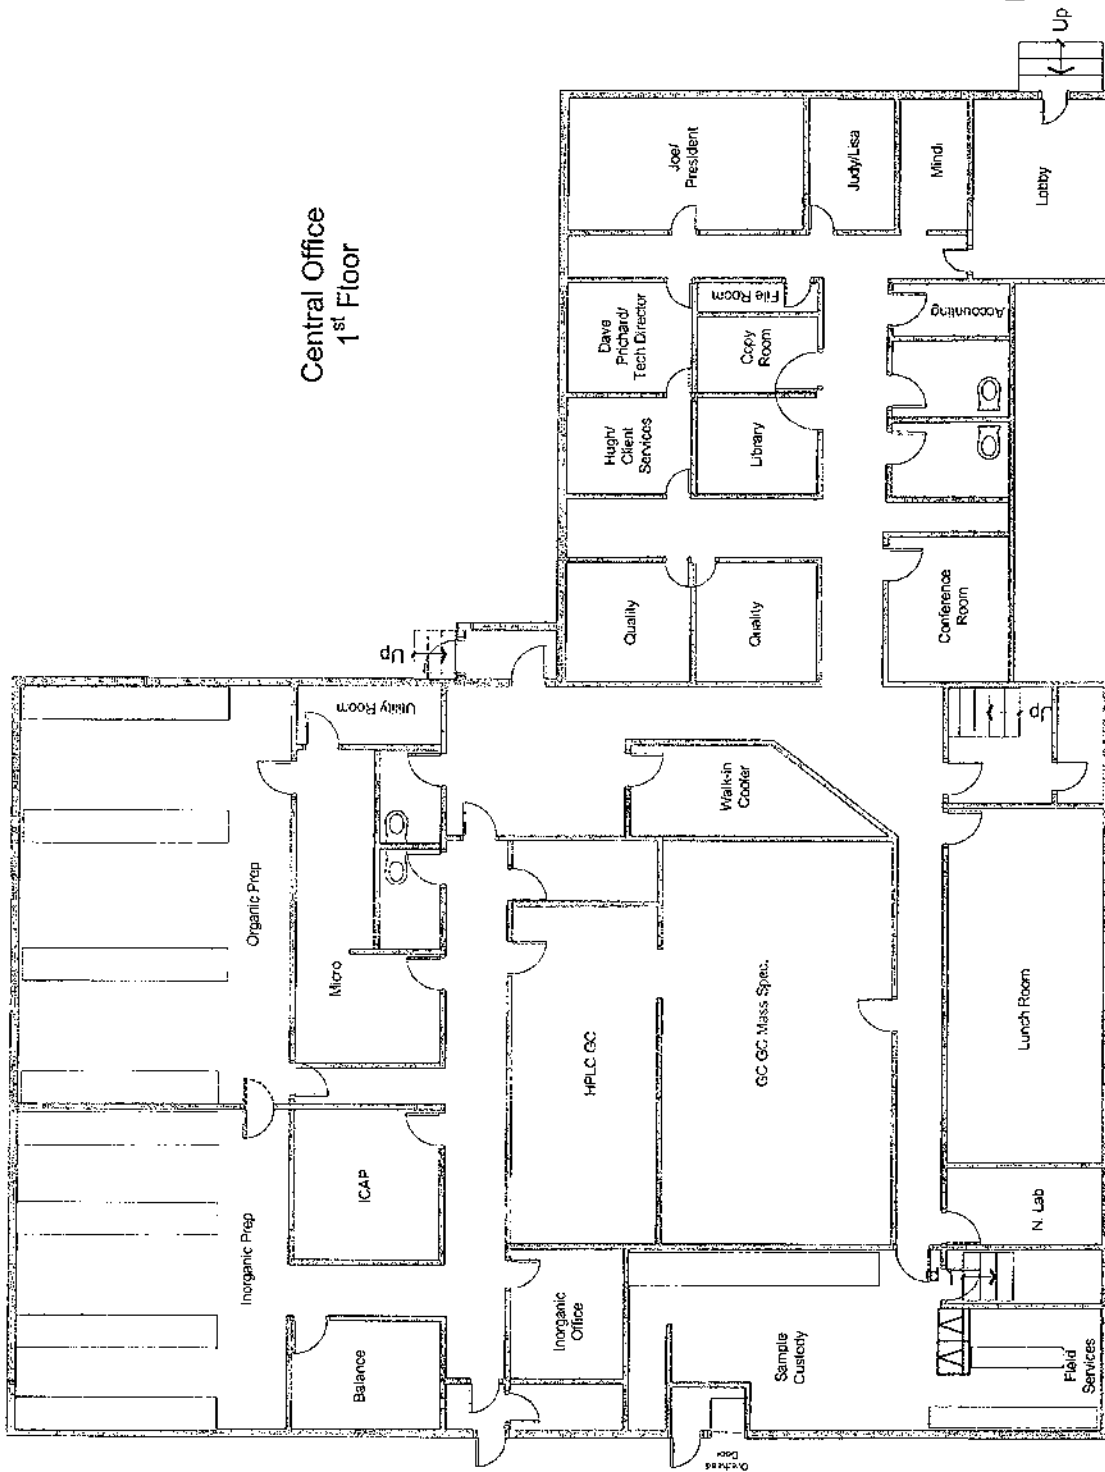 Central Office
1st Floor
Up
Joe/
President
Judy/Lisa
Mindi
Lobby
Dave
Prichard/
Tech Director
File Room
Copy
Room
Accounting
Hugh/
Client
Services
Library
Quality
Quality
Conference
Room
Up
Utility Room
Walk-in
Cooler
Up
Organic Prep
Micro
HPLC GC
GC GC Mass Spec.
Lunch Room
Inorganic Prep
ICAP
N. Lab
Balance
Inorganic
Office
Sample
Custody
Field
Services
Overhead
Door